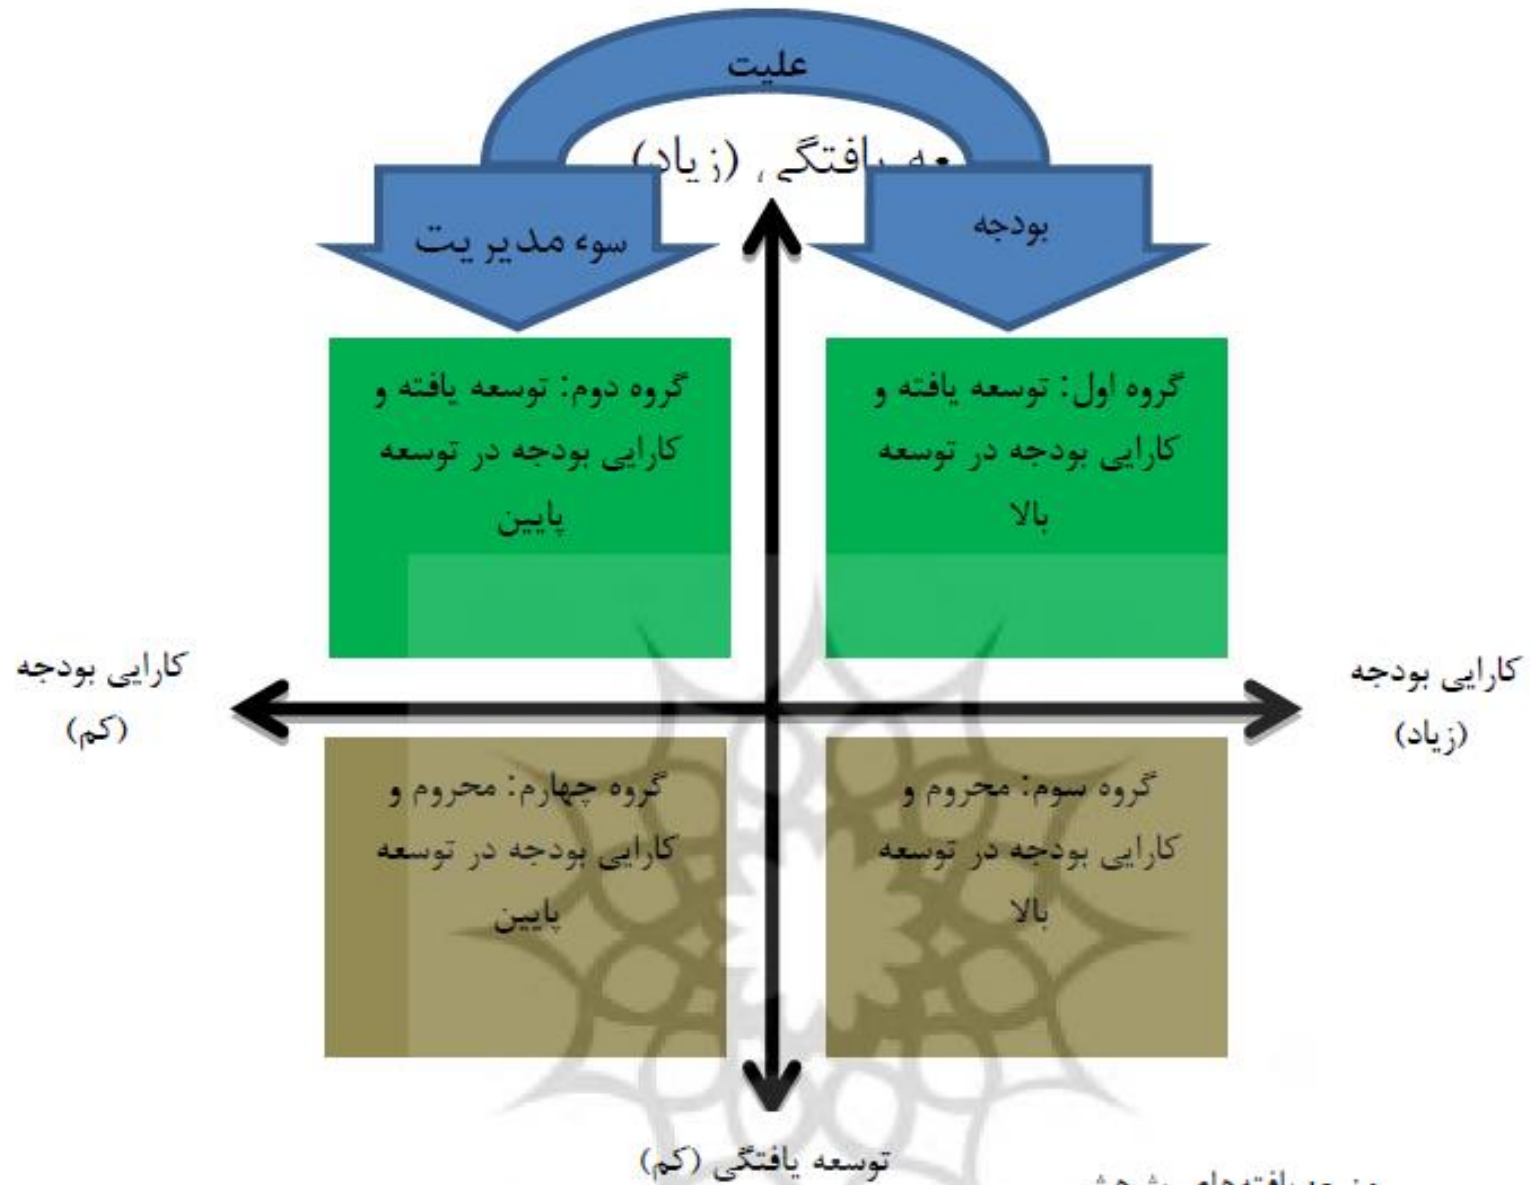 علیت
یافتگی (زیاد)
بودجه
سوء مدیریت
گروه اول: توسعه یافته و
کارایی بودجه در توسعه
بالا
گروه دوم: توسعه یافته و
کارایی بودجه در توسعه
پایین
کارایی بودجه
(زیاد)
کارایی بودجه
(کم)
گروه سوم: محروم و
کارایی بودجه در توسعه
بالا
گروه چهارم: محروم و
کارایی بودجه در توسعه
پایین
توسعه یافتگی (کم)